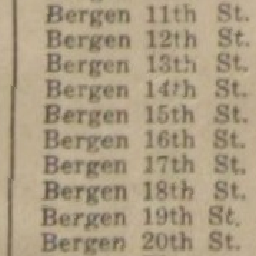 Bergen 11th St.
Bergen 12th St.
Bergen 13th St.
Bergen 14th St.
Bergen 15th St.
Bergen 16th St.
Bergen 17th St.
Bergen 18th St.
Bergen 19th St.
Bergen 20th St.